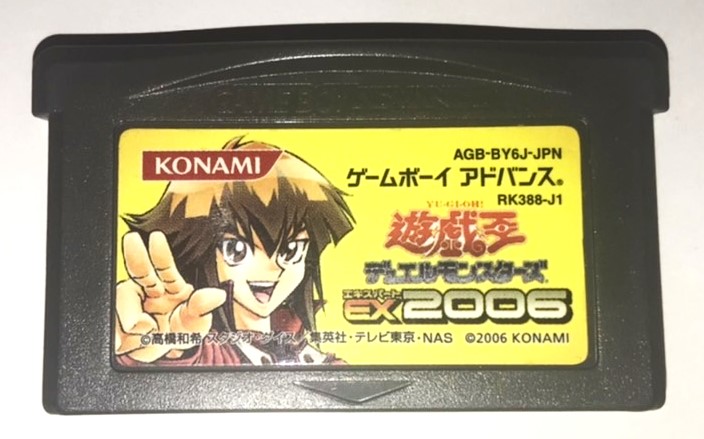 KONAMI
AGB-BY6J-JPN
ゲームボーイ アドバンス®
RK388-J1
YU-GI-OH!
遊戯王
デュエルモンスターズ
エキスパート
EX2006
©高橋和希 スタジオ・ダイス/集英社・テレビ東京・NAS ©2006 KONAMI